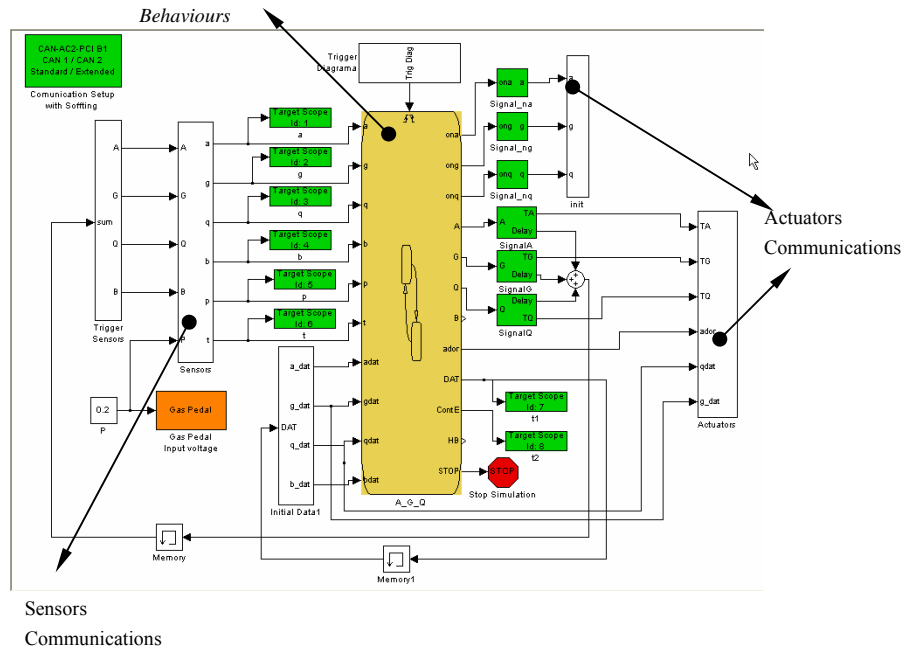 Behaviours
CAN-AC2-PCI B1
CAN 1 / CAN 2
Standard / Extended
Comunication Setup
with Soffting
Trigger
Diagrama
Trig Diag
A
G
sum
Q
B
Trigger
Sensors
A
G
Q
B
P
a
g
q
b
p
t
Sensors
Target Scope
Id: 1
a
Target Scope
Id: 2
g
Target Scope
Id: 3
q
Target Scope
Id: 4
b
Target Scope
Id: 5
p
Target Scope
Id: 6
t
0.2
P
Gas Pedal
Gas Pedal
Input voltage
DAT
a_dat
g_dat
q_dat
b_dat
Initial Data1
a
g
q
b
p
t
adat
gdat
qdat
bdat
ona
ong
onq
A
G
Q
B
ador
DAT
ContE
HB
STOP
A_G_Q
ona a
Signal_na
ong g
Signal_ng
onq q
Signal_nq
a
g
q
init
A
TA
Delay
SignalA
G
TG
Delay
SignalG
Q
Delay
TQ
SignalQ
Target Scope
Id: 7
t1
Target Scope
Id: 8
t2
STOP
Stop Simulation
TA
TG
TQ
ador
qdat
g_dat
Actuators
Actuators
Communications
Memory
Memory1
Sensors
Communications